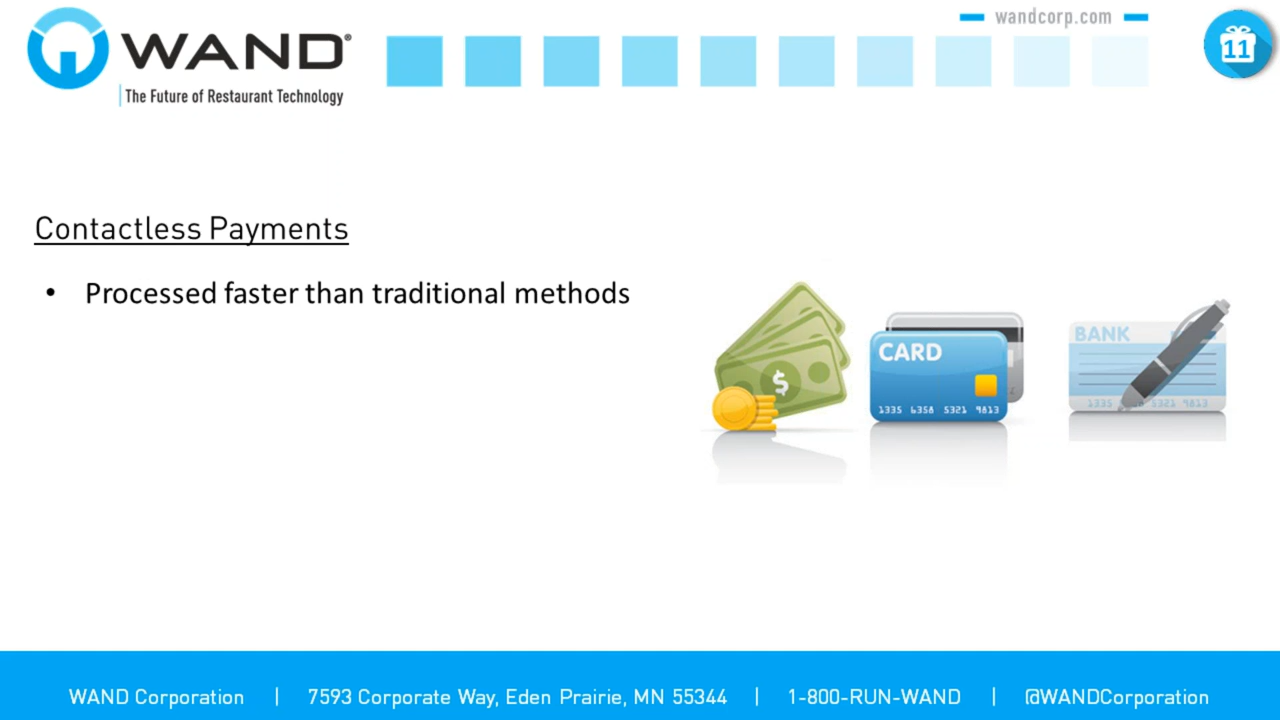 WAND®
The Future of Restaurant Technology
wandcorp.com
11
Contactless Payments
• Processed faster than traditional methods
$
CARD
1335 6358 5321 9813
BANK
1335 5321 9813
WAND Corporation | 7593 Corporate Way, Eden Prairie, MN 55344 | 1-800-RUN-WAND | @WANDCorporation